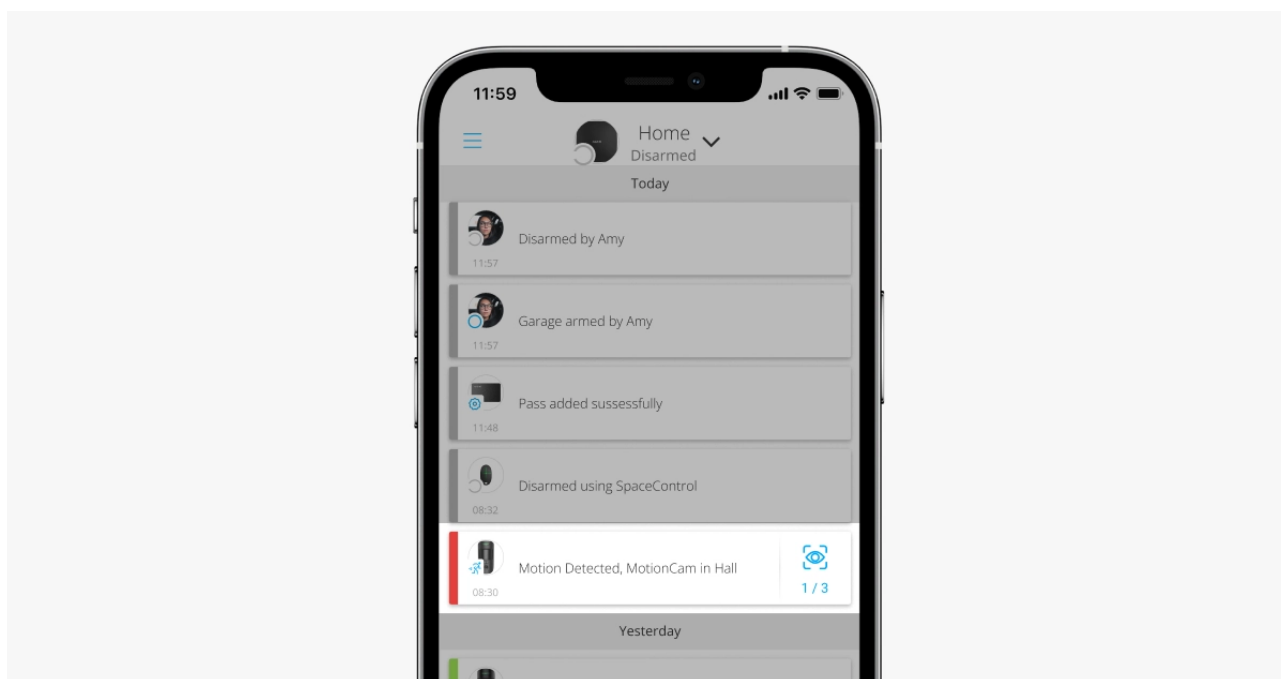 11:59
Home
Disarmed
Today
Disarmed by Amy
11:57
Garage armed by Amy
11:57
Pass added sussessfully
11:48
Disarmed using SpaceControl
08:32
Motion Detected, MotionCam in Hall
1 / 3
08:30
Yesterday